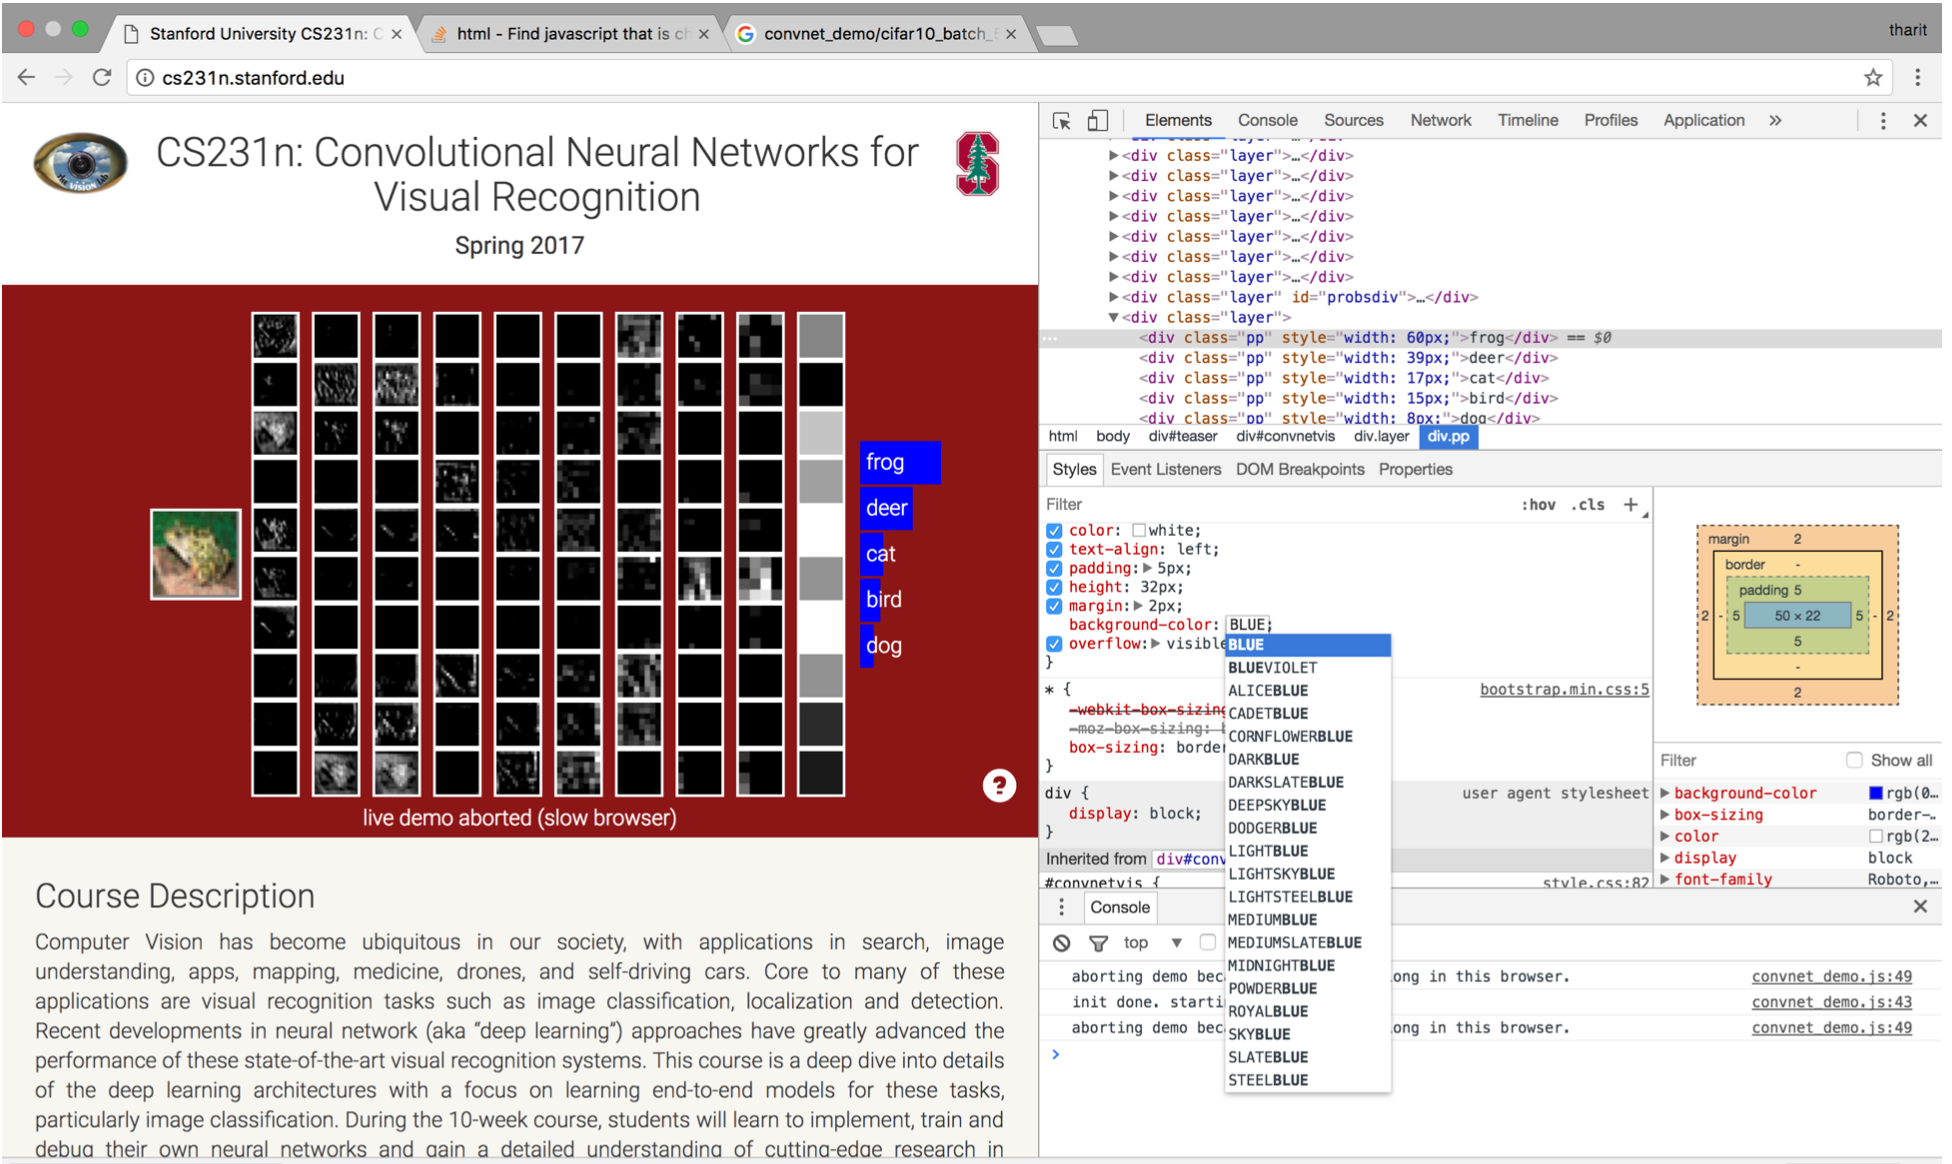 Stanford University CS231n: C
html - Find javascript that is ch
convnet_demo/cifar10_batch_
tharit
cs231n.stanford.edu
the VISION lab
CS231n: Convolutional Neural Networks for
Visual Recognition
Spring 2017
S
frog
deer
cat
bird
dog
?
live demo aborted (slow browser)
Course Description
Computer Vision has become ubiquitous in our society, with applications in search, image
understanding, apps, mapping, medicine, drones, and self-driving cars. Core to many of these
applications are visual recognition tasks such as image classification, localization and detection.
Recent developments in neural network (aka "deep learning") approaches have greatly advanced the
performance of these state-of-the-art visual recognition systems. This course is a deep dive into details
of the deep learning architectures with a focus on learning end-to-end models for these tasks,
particularly image classification. During the 10-week course, students will learn to implement, train and
debug their own neural networks and gain a detailed understanding of cutting-edge research in
Elements Console Sources Network Timeline Profiles Application »
<div class="layer">…</div>
<div class="layer">…</div>
<div class="layer">…</div>
<div class="layer">…</div>
<div class="layer">…</div>
<div class="layer">…</div>
<div class="layer">…</div>
<div class="layer">…</div>
<div class="layer" id="probsdiv">…</div>
<div class="layer">
<div class="pp" style="width: 60px;">frog</div> == $0
<div class="pp" style="width: 39px;">deer</div>
<div class="pp" style="width: 17px;">cat</div>
<div class="pp" style="width: 15px;">bird</div>
<div class="pp" style="width: 8px;">dog</div>
html body div#teaser div#convnetvis div.layer div.pp
Styles Event Listeners DOM Breakpoints Properties
Filter :hov .cls +
color: white;
text-align: left;
padding: 5px;
height: 32px;
margin: 2px;
background-color: BLUE;
overflow: visible
}
* { bootstrap.min.css:5
-webkit-box-sizing
-moz-box-sizing: b
box-sizing: border
}
div { user agent stylesheet
display: block;
}
Inherited from div#conv
#convnetvis { style.css:82
BLUE
BLUEVIOLET
ALICEBLUE
CADETBLUE
CORNFLOWERBLUE
DARKBLUE
DARKSLATEBLUE
DEEPSKYBLUE
DODGERBLUE
LIGHTBLUE
LIGHTSKYBLUE
LIGHTSTEELBLUE
MEDIUMBLUE
MEDIUMSLATEBLUE
MIDNIGHTBLUE
POWDERBLUE
ROYALBLUE
SKYBLUE
SLATEBLUE
STEELBLUE
margin 2
border -
padding 5
2 - 5 50 × 22 5 - 2
5
-
2
Filter Show all
background-color rgb(0…
box-sizing border-…
color rgb(2…
display block
font-family Roboto,…
Console
top
aborting demo bec ong in this browser. convnet_demo.js:49
init done. starti convnet_demo.js:43
aborting demo bec ong in this browser. convnet_demo.js:49
>